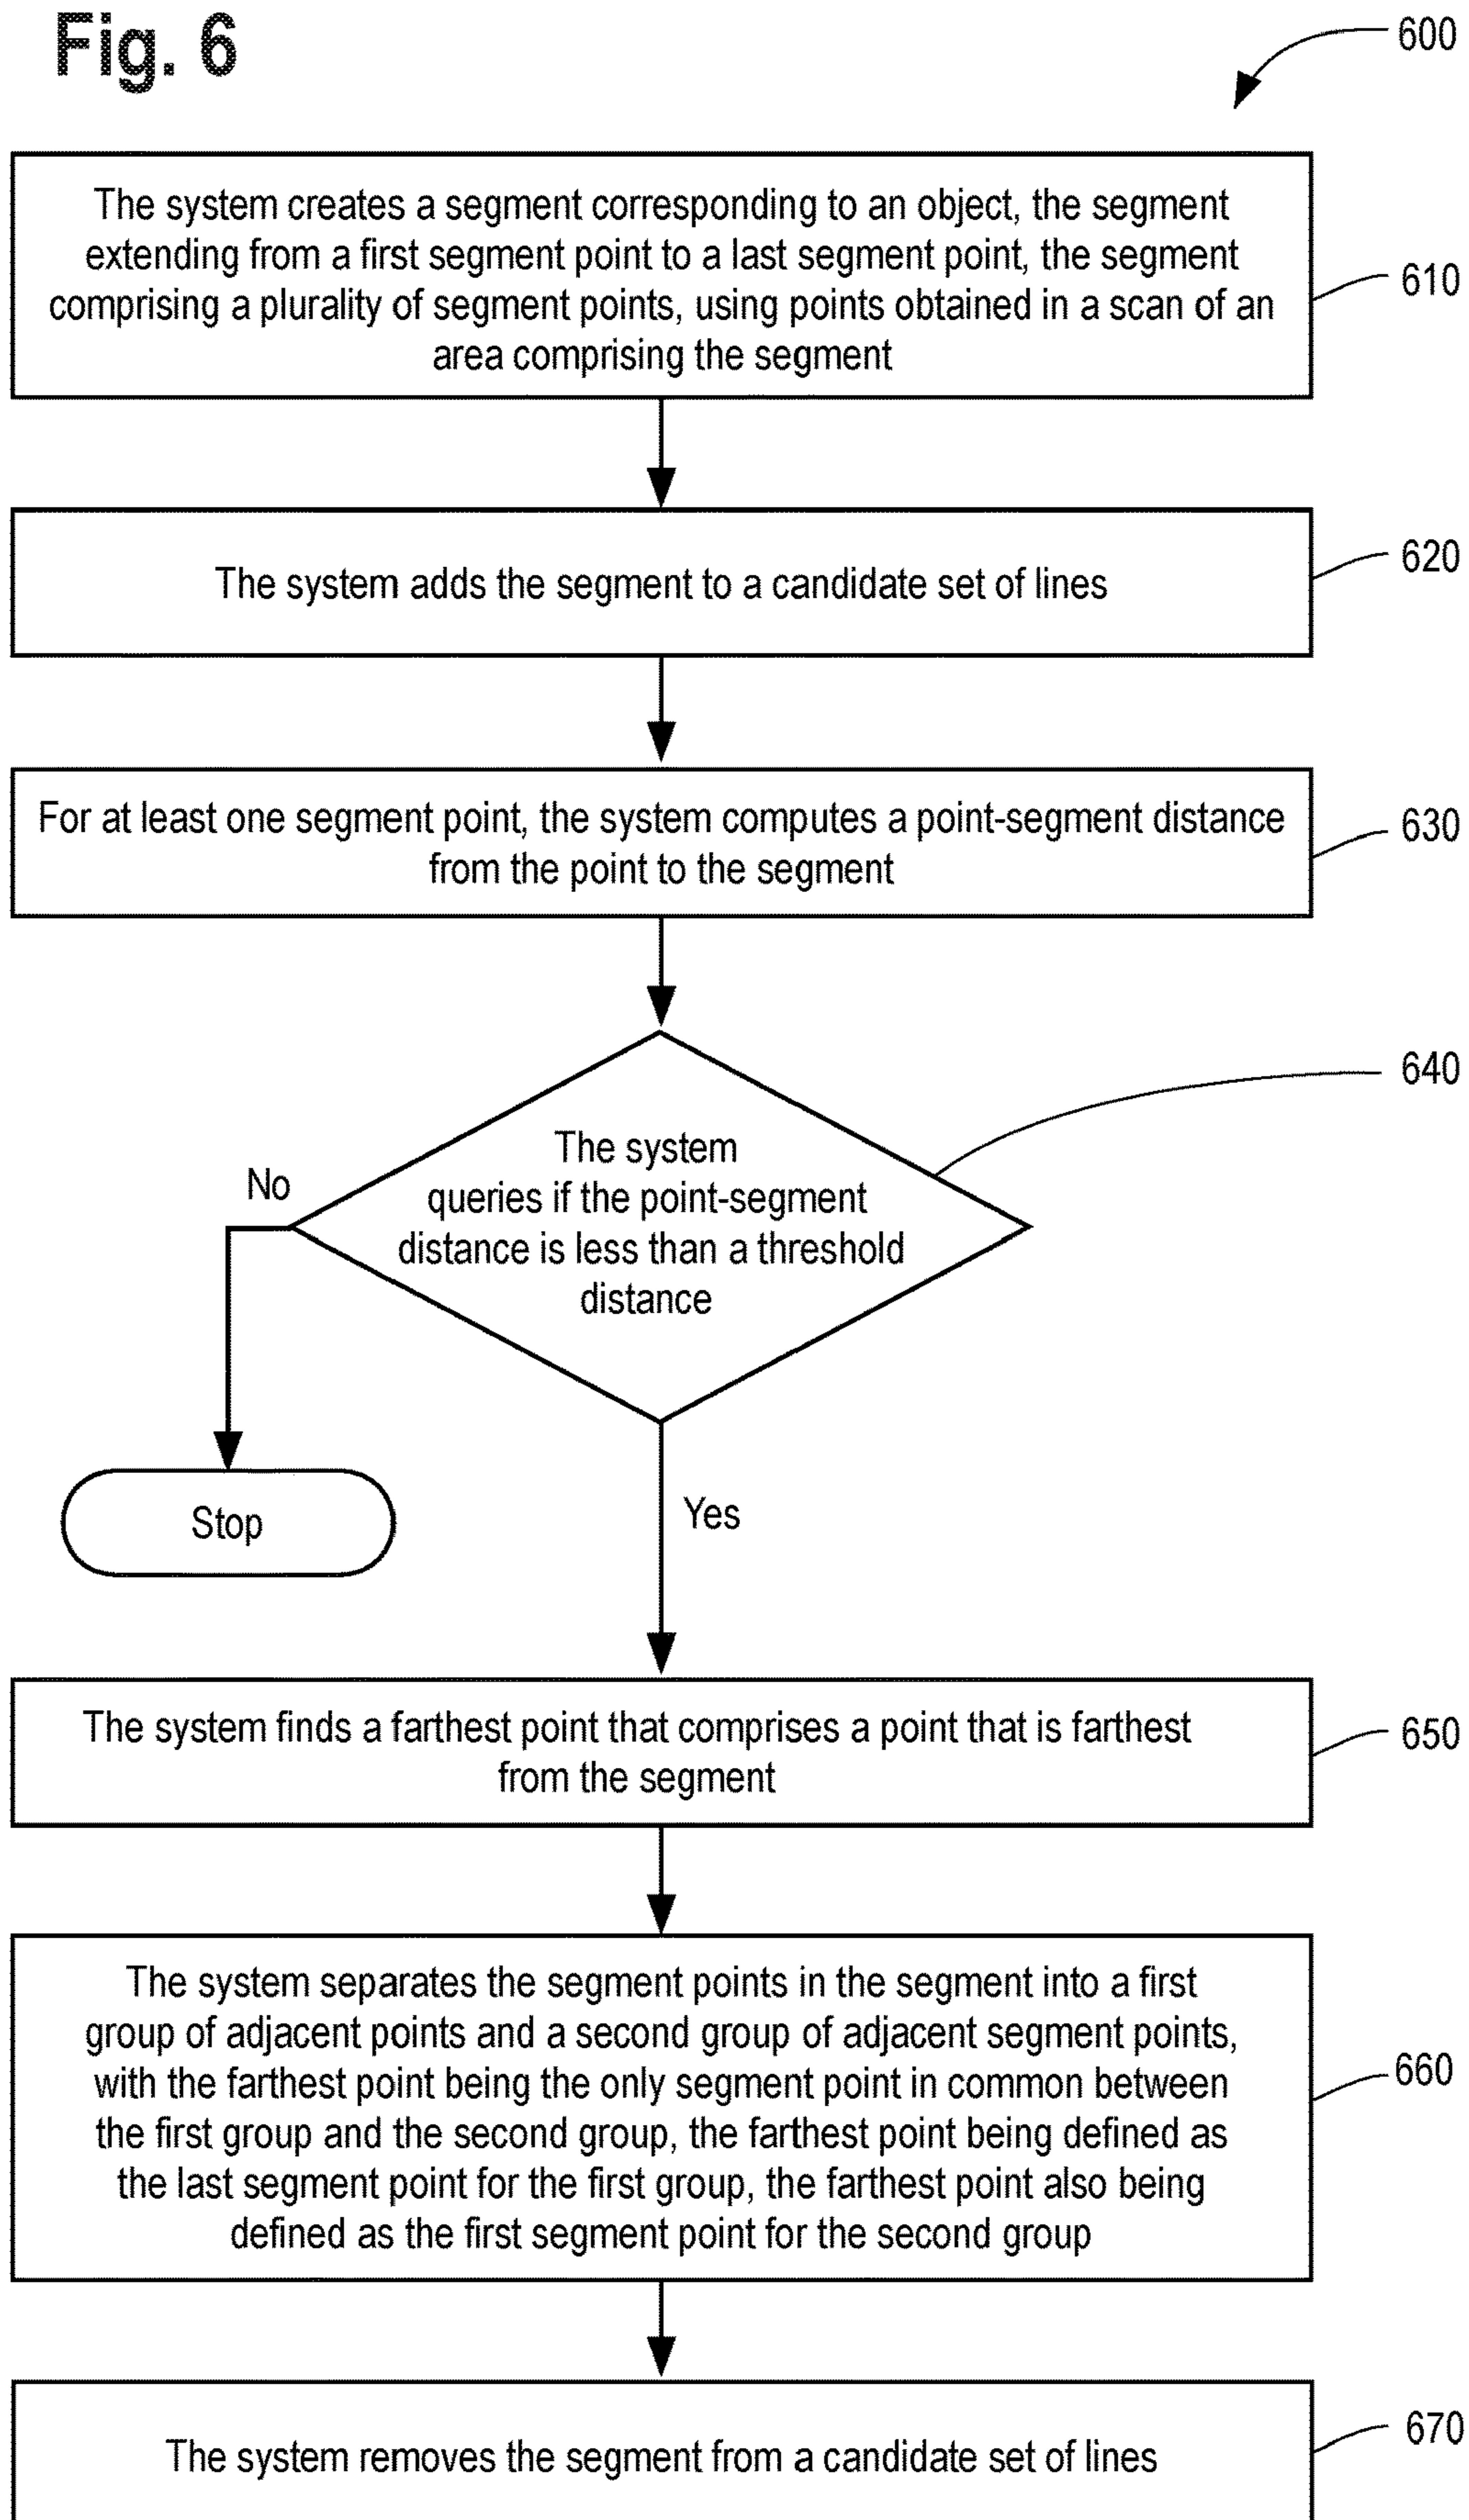 Fig. 6
600
The system creates a segment corresponding to an object, the segment
extending from a first segment point to a last segment point, the segment
comprising a plurality of segment points, using points obtained in a scan of an
area comprising the segment
610
The system adds the segment to a candidate set of lines
620
For at least one segment point, the system computes a point-segment distance
from the point to the segment
630
The system
queries if the point-segment
distance is less than a threshold
distance
640
No
Stop
Yes
The system finds a farthest point that comprises a point that is farthest
from the segment
650
The system separates the segment points in the segment into a first
group of adjacent points and a second group of adjacent segment points,
with the farthest point being the only segment point in common between
the first group and the second group, the farthest point being defined as
the last segment point for the first group, the farthest point also being
defined as the first segment point for the second group
660
The system removes the segment from a candidate set of lines
670